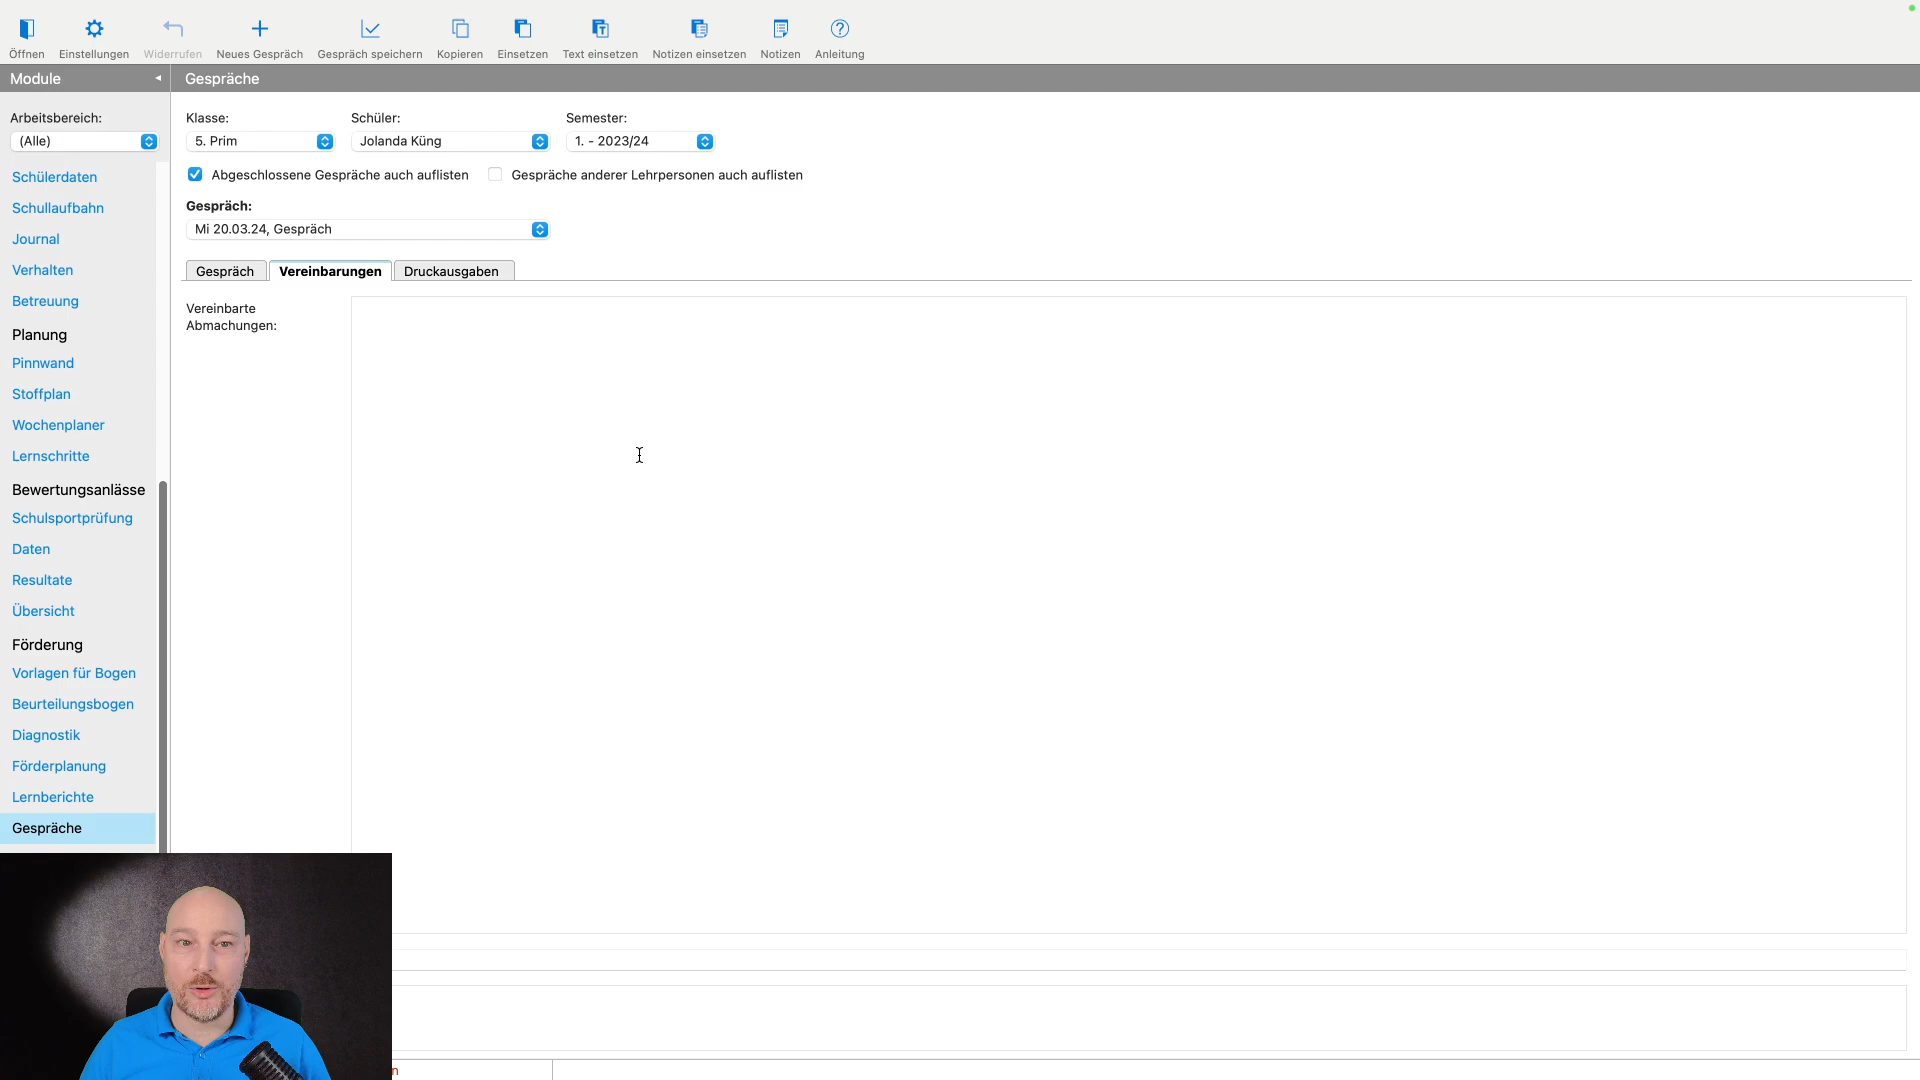 Öffnen Einstellungen Widerrufen Neues Gespräch Gespräch speichern Kopieren Einsetzen Text einsetzen Notizen einsetzen Notizen Anleitung
Module Gespräche
Arbeitsbereich:
(Alle)
Klasse: Schüler: Semester:
5. Prim Jolanda Küng 1. - 2023/24
Abgeschlossene Gespräche auch auflisten Gespräche anderer Lehrpersonen auch auflisten
Gespräch:
Mi 20.03.24, Gespräch
Gespräch Vereinbarungen Druckausgaben
Vereinbarte
Abmachungen:
Schülerdaten
Schullaufbahn
Journal
Verhalten
Betreuung
Planung
Pinnwand
Stoffplan
Wochenplaner
Lernschritte
Bewertungsanlässe
Schulsportprüfung
Daten
Resultate
Übersicht
Förderung
Vorlagen für Bogen
Beurteilungsbogen
Diagnostik
Förderplanung
Lernberichte
Gespräche